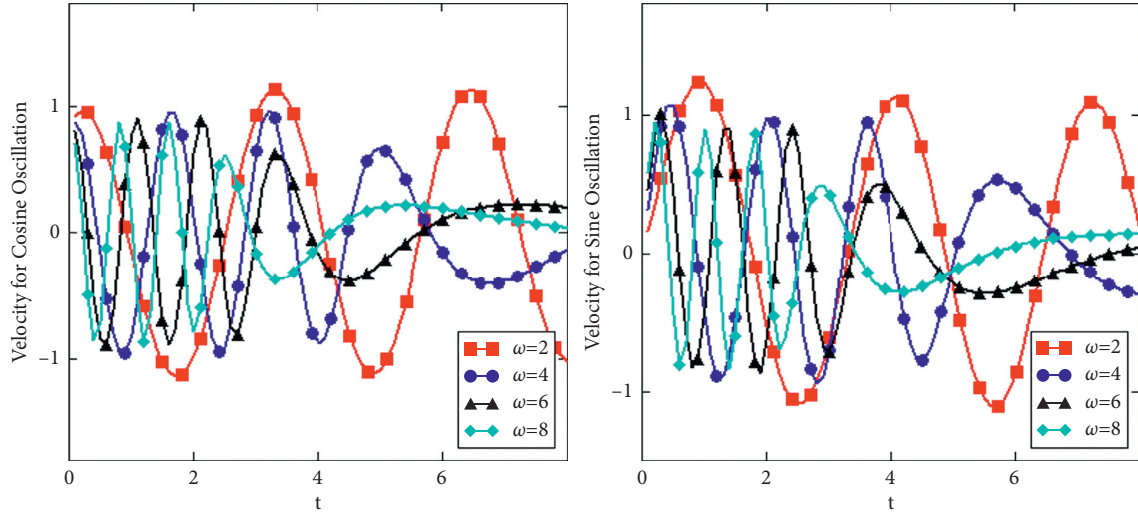 Velocity for Cosine Oscillation
1
0
−1
0
2
4
6
t
ω=2
ω=4
ω=6
ω=8
Velocity for Sine Oscillation
1
0
−1
0
2
4
6
t
ω=2
ω=4
ω=6
ω=8